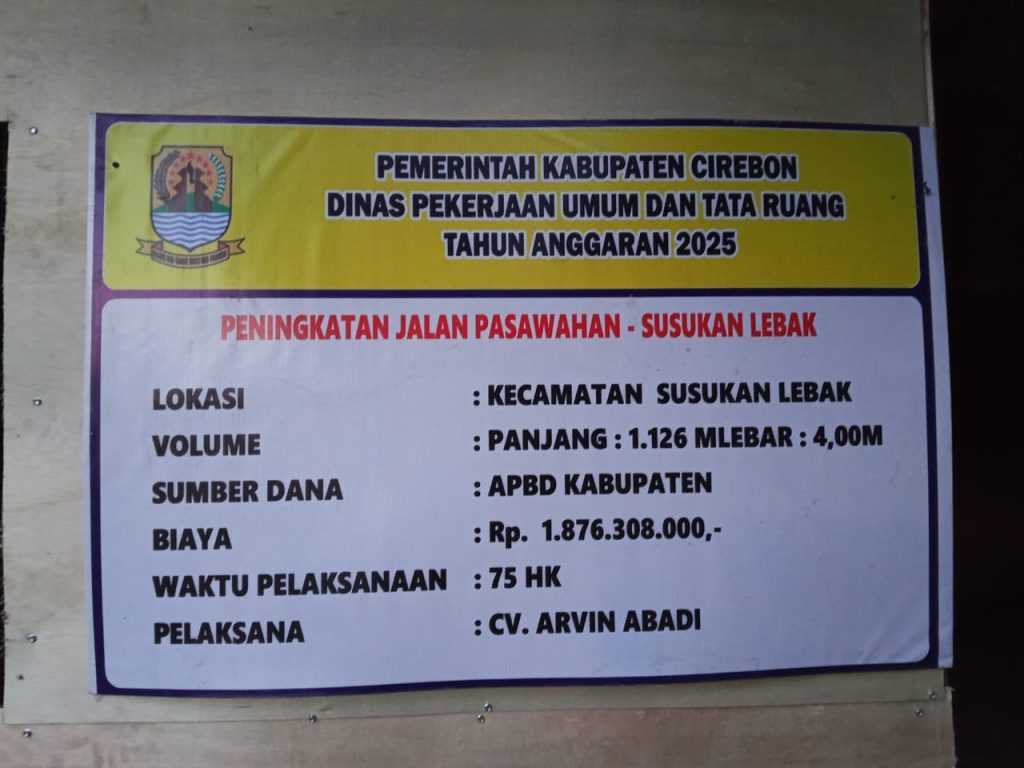 PEMERINTAH KABUPATEN CIREBON
DINAS PEKERJAAN UMUM DAN TATA RUANG
TAHUN ANGGARAN 2025
PENINGKATAN JALAN PASAWAHAN - SUSUKAN LEBAK
LOKASI : KECAMATAN SUSUKAN LEBAK
VOLUME : PANJANG : 1.126 MLEBAR : 4,00M
SUMBER DANA : APBD KABUPATEN
BIAYA : Rp. 1.876.308.000,-
WAKTU PELAKSANAAN : 75 HK
PELAKSANA : CV. ARVIN ABADI